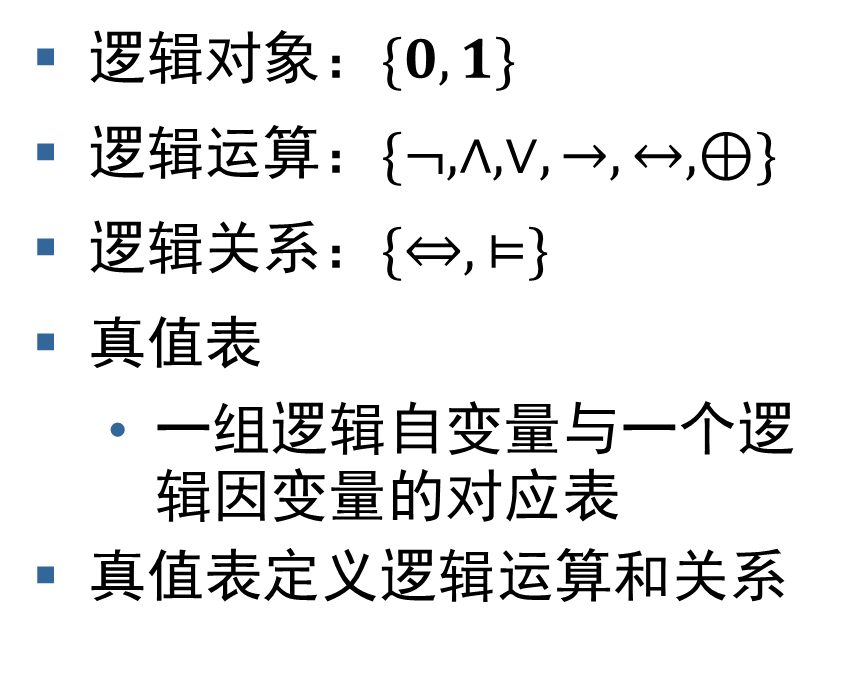 ▪ 逻辑对象：{𝟎, 𝟏}
▪ 逻辑运算：{¬,∧,∨, →, ↔,⊕}
▪ 逻辑关系：{⇔, ⊨}
▪ 真值表
• 一组逻辑自变量与一个逻
辑因变量的对应表
▪ 真值表定义逻辑运算和关系